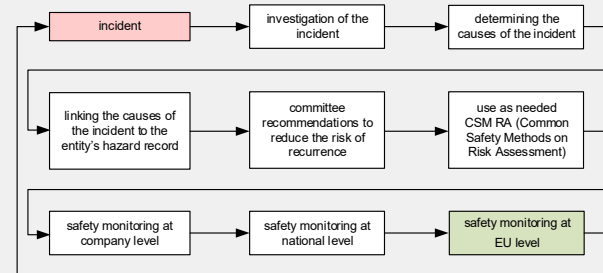 incident
investigation of the
incident
determining the
causes of the incident
linking the causes of
the incident to the
entity's hazard record
committee
recommendations to
reduce the risk of
recurrence
use as needed
CSM RA (Common
Safety Methods on
Risk Assessment)
safety monitoring at
company level
safety monitoring at
national level
safety monitoring at
EU level